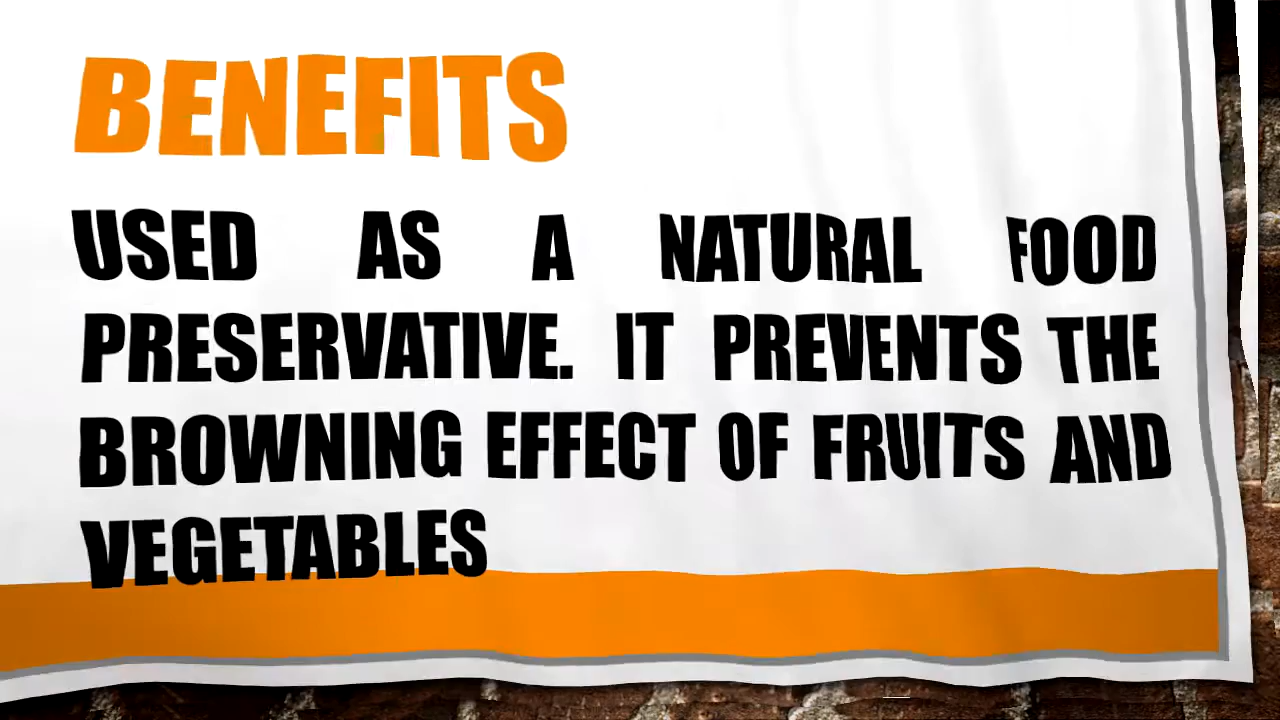 BENEFITS
USED AS A NATURAL FOOD
PRESERVATIVE. IT PREVENTS THE
BROWNING EFFECT OF FRUITS AND
VEGETABLES